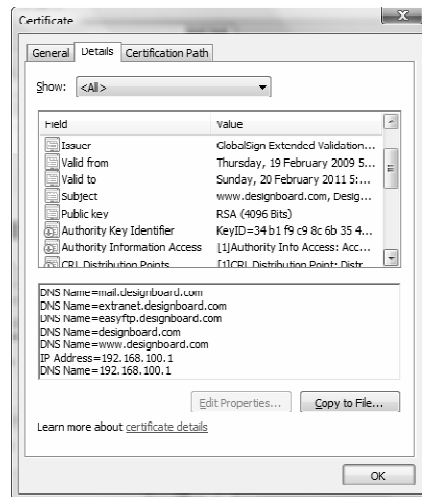 Certificate
General Details Certification Path
Show: <All>
Field Value
Issuer GlobalSign Extended Validation...
Valid from Thursday, 19 February 2009 5...
Valid to Sunday, 20 February 2011 5:...
Subject www.designboard.com, Desig...
Public key RSA (4096 Bits)
Authority Key Identifier KeyID=34 b1 f9 c9 8c 6b 35 4...
Authority Information Access [1]Authority Info Access: Acc...
CRL Distribution Points [1]CRL Distribution Point: Distr...
DNS Name=mail.designboard.com
DNS Name=extranet.designboard.com
DNS Name=easyftp.designboard.com
DNS Name=designboard.com
DNS Name=www.designboard.com
IP Address=192.168.100.1
DNS Name=192.168.100.1
Edit Properties... Copy to File...
Learn more about certificate details
OK